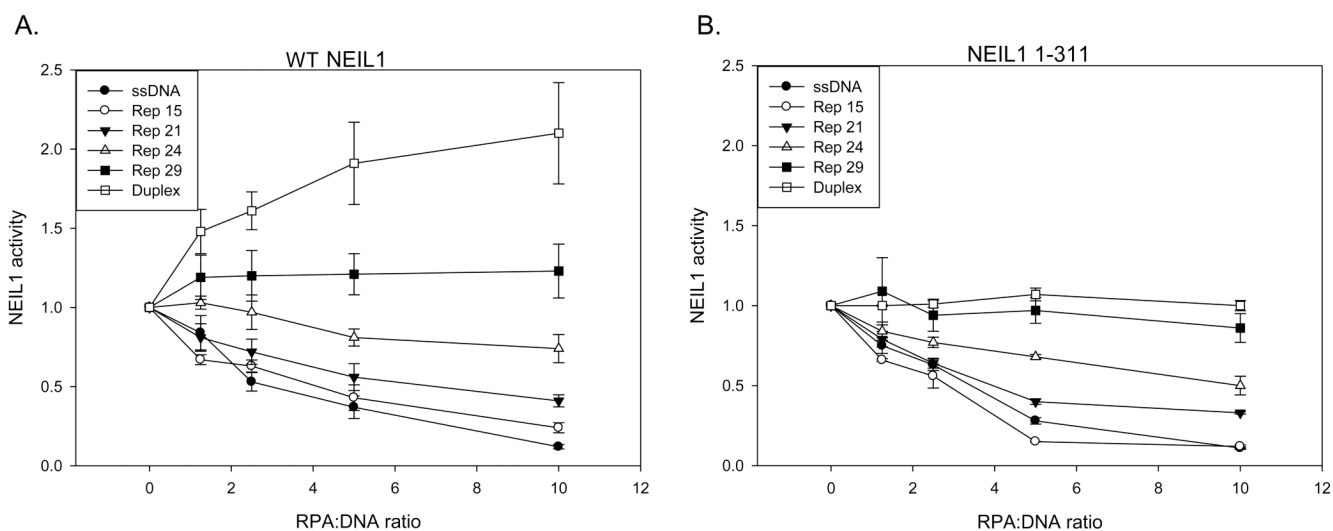 A.
WT NEIL1
2.5
2.0
1.5
1.0
0.5
0.0
NEIL1 activity
ssDNA
Rep 15
Rep 21
Rep 24
Rep 29
Duplex
0 2 4 6 8 10 12
RPA:DNA ratio
B.
NEIL1 1-311
2.5
2.0
1.5
1.0
0.5
0.0
NEIL1 activity
ssDNA
Rep 15
Rep 21
Rep 24
Rep 29
Duplex
0 2 4 6 8 10 12
RPA:DNA ratio